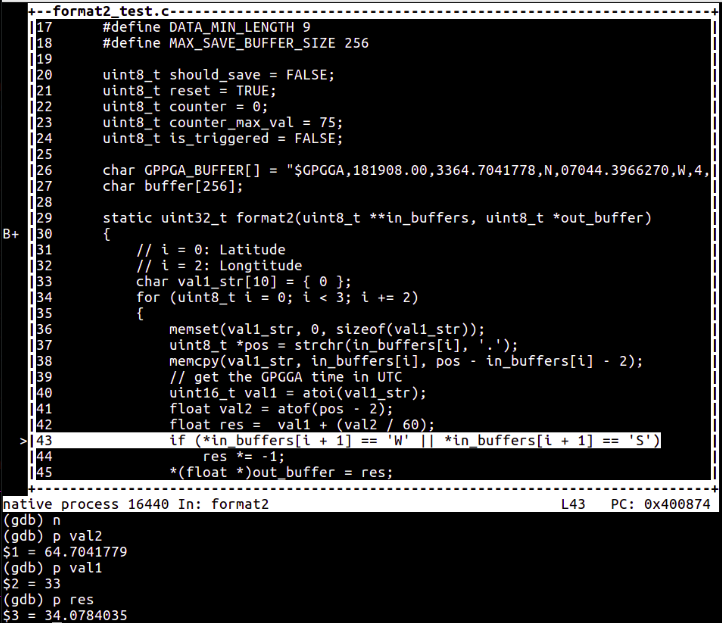 format2_test.c
17 #define DATA_MIN_LENGTH 9
18 #define MAX_SAVE_BUFFER_SIZE 256
19
20 uint8_t should_save = FALSE;
21 uint8_t reset = TRUE;
22 uint8_t counter = 0;
23 uint8_t counter_max_val = 75;
24 uint8_t is_triggered = FALSE;
25
26 char GPPGA_BUFFER[] = "$GPGGA,181908.00,3364.7041778,N,07044.3966270,W,4,
27 char buffer[256];
28
29 static uint32_t format2(uint8_t **in_buffers, uint8_t *out_buffer)
B+ 30 {
31 // i = 0: Latitude
32 // i = 2: Longtitude
33 char val1_str[10] = { 0 };
34 for (uint8_t i = 0; i < 3; i += 2)
35 {
36 menset(val1_str, 0, sizeof(val1_str));
37 uint8_t *pos = strchr(in_buffers[i], '.');
38 memcpy(val1_str, in_buffers[i], pos - in_buffers[i] - 2);
39 // get the GPGGA time in UTC
40 uint16_t val1 = atoi(val1_str);
41 float val2 = atof(pos - 2);
42 float res =  val1 + (val2 / 60);
>43 if (*in_buffers[i + 1] == 'W' || *in_buffers[i + 1] == 'S')
44 res *= -1;
45 *(float *)out_buffer = res;
native process 16440 In: format2 L43 PC: 0x400874
(gdb) n
(gdb) p val2
$1 = 64.7041779
(gdb) p val1
$2 = 33
(gdb) p res
$3 = 34.0784035